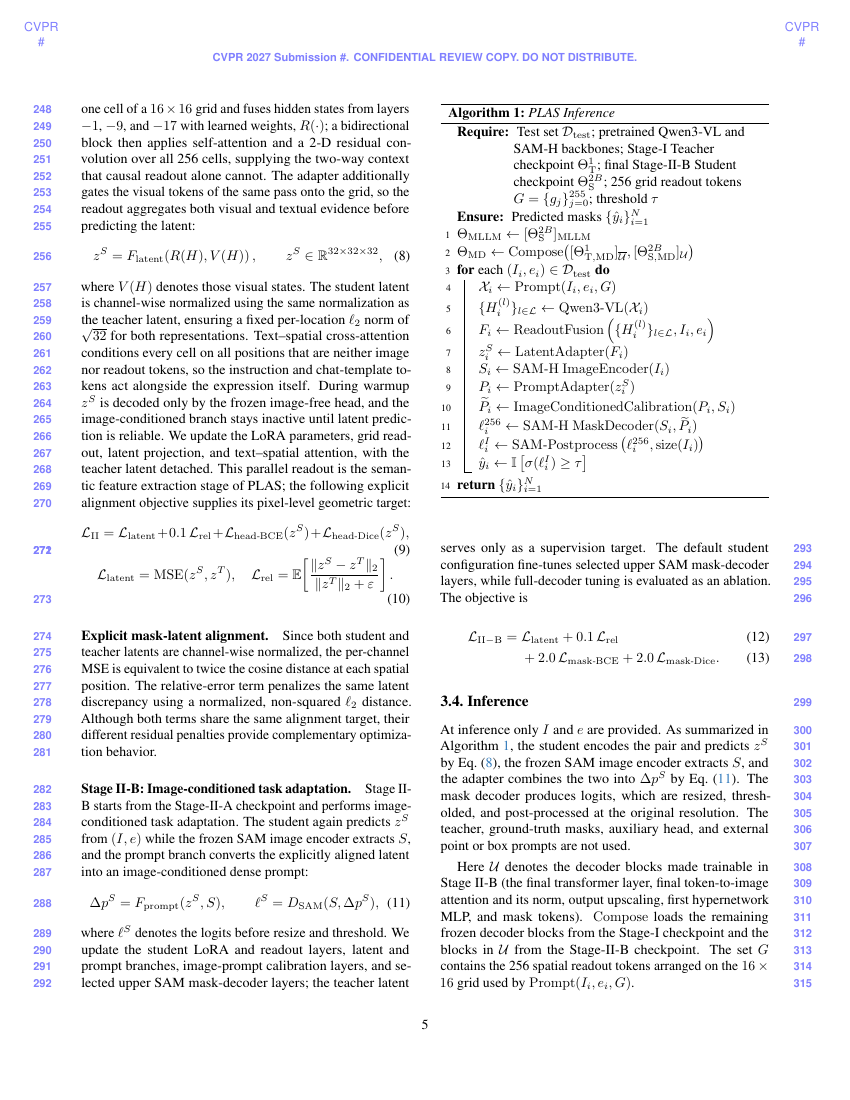 CVPR
#
CVPR
#
CVPR 2027 Submission #. CONFIDENTIAL REVIEW COPY. DO NOT DISTRIBUTE.
248 one cell of a 16 × 16 grid and fuses hidden states from layers
249 −1, −9, and −17 with learned weights, R(·); a bidirectional
250 block then applies self-attention and a 2-D residual con-
251 volution over all 256 cells, supplying the two-way context
252 that causal readout alone cannot. The adapter additionally
253 gates the visual tokens of the same pass onto the grid, so the
254 readout aggregates both visual and textual evidence before
255 predicting the latent:
256 z^S = F_latent(R(H), V(H)), z^S ∈ ℝ^{32×32×32}, (8)
257 where V(H) denotes those visual states. The student latent
258 is channel-wise normalized using the same normalization as
259 the teacher latent, ensuring a fixed per-location ℓ₂ norm of
260 √32 for both representations. Text–spatial cross-attention
261 conditions every cell on all positions that are neither image
262 nor readout tokens, so the instruction and chat-template to-
263 kens act alongside the expression itself. During warmup
264 z^S is decoded only by the frozen image-free head, and the
265 image-conditioned branch stays inactive until latent predic-
266 tion is reliable. We update the LoRA parameters, grid read-
267 out, latent projection, and text–spatial attention, with the
268 teacher latent detached. This parallel readout is the seman-
269 tic feature extraction stage of PLAS; the following explicit
270 alignment objective supplies its pixel-level geometric target:
ℒ_II = ℒ_latent+0.1 ℒ_rel+ℒ_head-BCE(z^S)+ℒ_head-Dice(z^S),
(9)
ℒ_latent = MSE(z^S, z^T), ℒ_rel = 𝔼[‖z^S − z^T‖₂ / (‖z^T‖₂ + ε)].
273 (10)
274 Explicit mask-latent alignment. Since both student and
275 teacher latents are channel-wise normalized, the per-channel
276 MSE is equivalent to twice the cosine distance at each spatial
277 position. The relative-error term penalizes the same latent
278 discrepancy using a normalized, non-squared ℓ₂ distance.
279 Although both terms share the same alignment target, their
280 different residual penalties provide complementary optimiza-
281 tion behavior.
282 Stage II-B: Image-conditioned task adaptation. Stage II-
283 B starts from the Stage-II-A checkpoint and performs image-
284 conditioned task adaptation. The student again predicts z^S
285 from (I, e) while the frozen SAM image encoder extracts S,
286 and the prompt branch converts the explicitly aligned latent
287 into an image-conditioned dense prompt:
288 Δp^S = F_prompt(z^S, S), ℓ^S = D_SAM(S, Δp^S), (11)
289 where ℓ^S denotes the logits before resize and threshold. We
290 update the student LoRA and readout layers, latent and
291 prompt branches, image-prompt calibration layers, and se-
292 lected upper SAM mask-decoder layers; the teacher latent
Algorithm 1: PLAS Inference
Require: Test set 𝒟_test; pretrained Qwen3-VL and
SAM-H backbones; Stage-I Teacher
checkpoint Θ_T^1; final Stage-II-B Student
checkpoint Θ_S^{2B}; 256 grid readout tokens
G = {g_j}_{j=0}^{255}; threshold τ
Ensure: Predicted masks {ŷ_i}_{i=1}^N
1 Θ_MLLM ← [Θ_S^{2B}]_MLLM
2 Θ_MD ← Compose([Θ_{T,MD}^1]_{\overline{𝒰}}, [Θ_{S,MD}^{2B}]_𝒰)
3 for each (I_i, e_i) ∈ 𝒟_test do
4 𝒳_i ← Prompt(I_i, e_i, G)
5 {H_i^{(l)}}_{l∈ℒ} ← Qwen3-VL(𝒳_i)
6 F_i ← ReadoutFusion({H_i^{(l)}}_{l∈ℒ}, I_i, e_i)
7 z_i^S ← LatentAdapter(F_i)
8 S_i ← SAM-H ImageEncoder(I_i)
9 P_i ← PromptAdapter(z_i^S)
10 P̃_i ← ImageConditionedCalibration(P_i, S_i)
11 ℓ_i^{256} ← SAM-H MaskDecoder(S_i, P̃_i)
12 ℓ_i^I ← SAM-Postprocess(ℓ_i^{256}, size(I_i))
13 ŷ_i ← 𝕀[σ(ℓ_i^I) ≥ τ]
14 return {ŷ_i}_{i=1}^N
serves only as a supervision target. The default student 293
configuration fine-tunes selected upper SAM mask-decoder 294
layers, while full-decoder tuning is evaluated as an ablation. 295
The objective is 296
ℒ_{II−B} = ℒ_latent + 0.1 ℒ_rel (12) 297
+ 2.0 ℒ_mask-BCE + 2.0 ℒ_mask-Dice. (13) 298
3.4. Inference 299
At inference only I and e are provided. As summarized in 300
Algorithm 1, the student encodes the pair and predicts z^S 301
by Eq. (8), the frozen SAM image encoder extracts S, and 302
the adapter combines the two into Δp^S by Eq. (11). The 303
mask decoder produces logits, which are resized, thresh- 304
olded, and post-processed at the original resolution. The 305
teacher, ground-truth masks, auxiliary head, and external 306
point or box prompts are not used. 307
Here 𝒰 denotes the decoder blocks made trainable in 308
Stage II-B (the final transformer layer, final token-to-image 309
attention and its norm, output upscaling, first hypernetwork 310
MLP, and mask tokens). Compose loads the remaining 311
frozen decoder blocks from the Stage-I checkpoint and the 312
blocks in 𝒰 from the Stage-II-B checkpoint. The set G 313
contains the 256 spatial readout tokens arranged on the 16 × 314
16 grid used by Prompt(I_i, e_i, G). 315
5